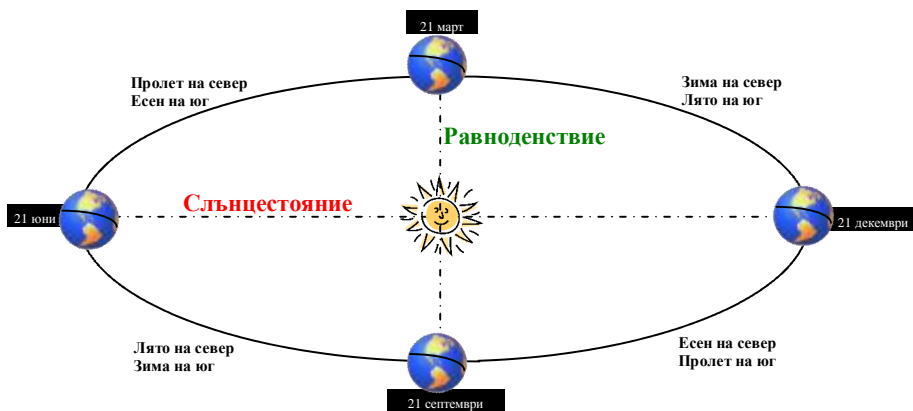 21 март
Пролет на север
Есен на юг
Зима на север
Лято на юг
Равноденствие
Слънцестояние
21 юни
21 декември
Лято на север
Зима на юг
Есен на север
Пролет на юг
21 септември